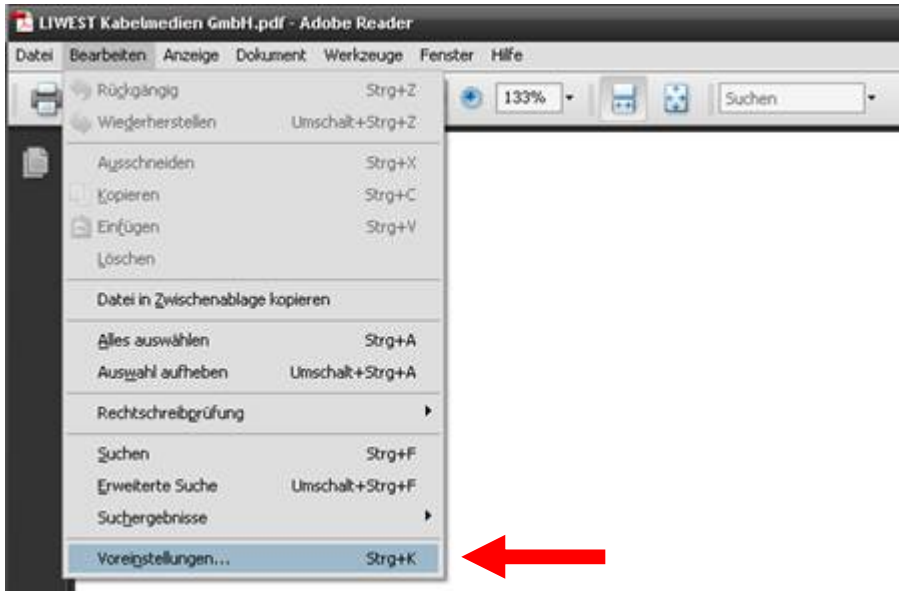 LIWEST Kabelmedien GmbH.pdf - Adobe Reader
Datei Bearbeiten Anzeige Dokument Werkzeuge Fenster Hilfe
133% Suchen
Rückgängig Strg+Z
Wiederherstellen Umschalt+Strg+Z
Ausschneiden Strg+X
Kopieren Strg+C
Einfügen Strg+V
Löschen
Datei in Zwischenablage kopieren
Alles auswählen Strg+A
Auswahl aufheben Umschalt+Strg+A
Rechtschreibprüfung
Suchen Strg+F
Erweiterte Suche Umschalt+Strg+F
Suchergebnisse
Voreinstellungen... Strg+K